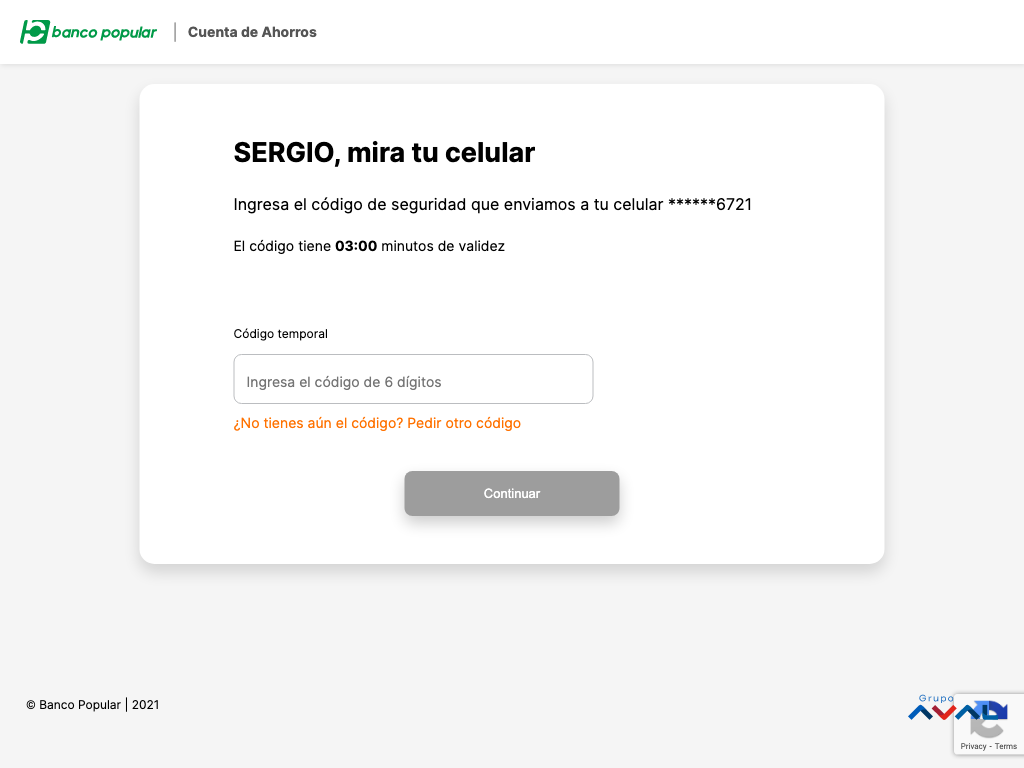 banco popular
Cuenta de Ahorros
SERGIO, mira tu celular
Ingresa el código de seguridad que enviamos a tu celular ******6721
El código tiene 03:00 minutos de validez
Código temporal
Ingresa el código de 6 dígitos
¿No tienes aún el código? Pedir otro código
Continuar
© Banco Popular | 2021
Grupo
AVAL
Privacy - Terms